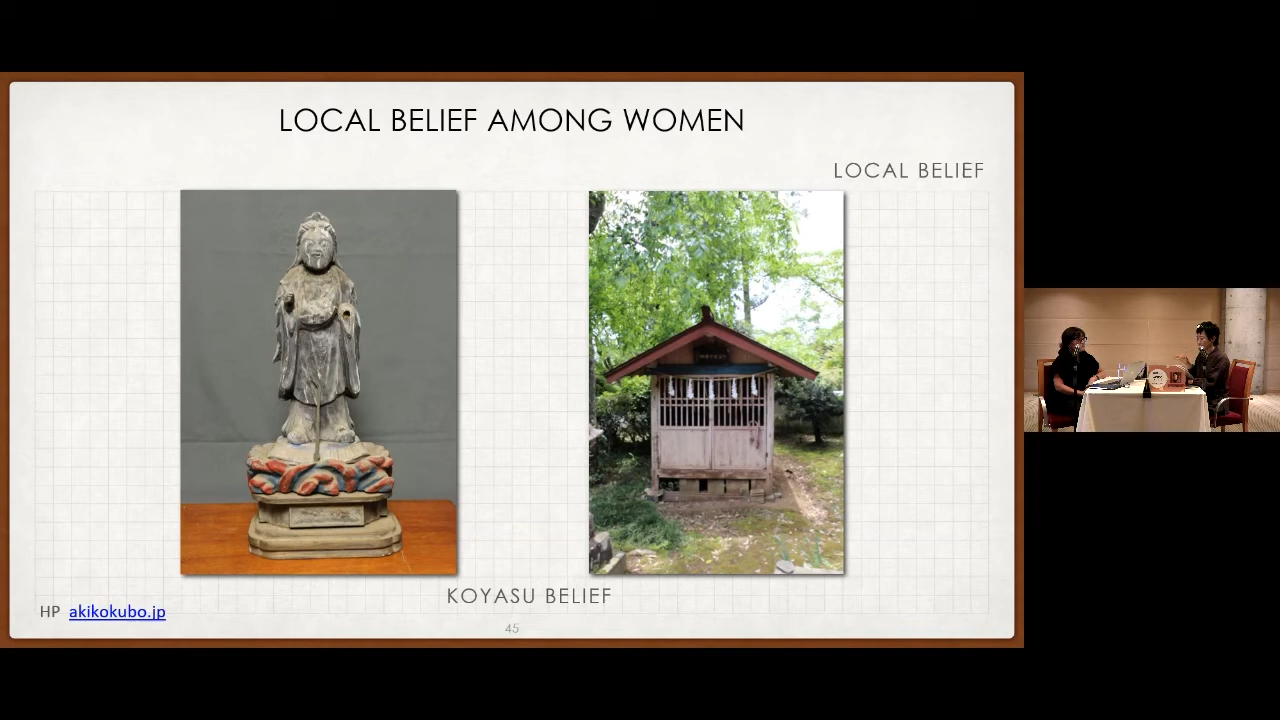 LOCAL BELIEF AMONG WOMEN
LOCAL BELIEF
KOYASU BELIEF
HP akikokubo.jp
45